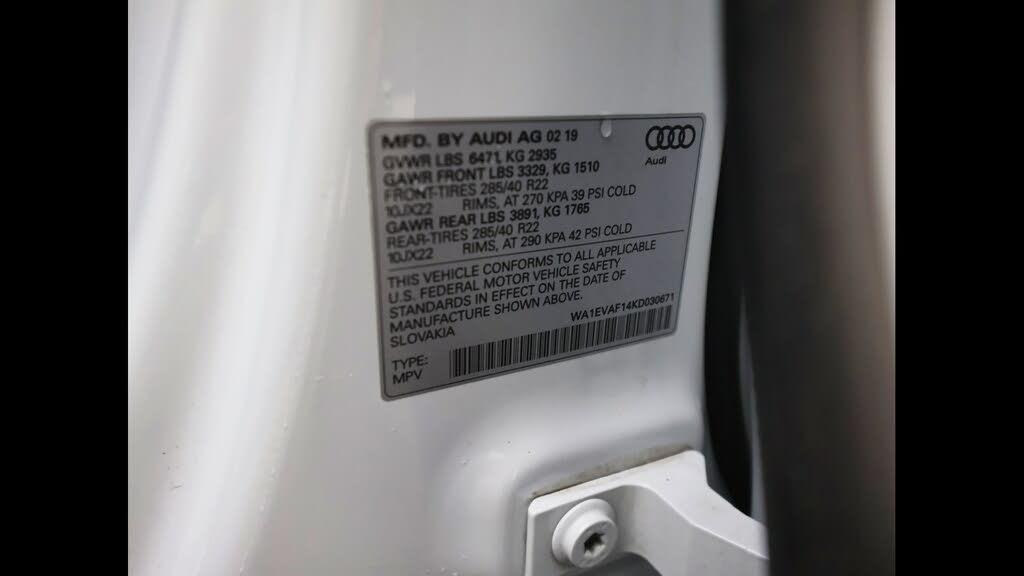 MFD. BY AUDI AG 02 19
GVWR LBS 6471, KG 2935
GAWR FRONT LBS 3329, KG 1510
FRONT-TIRES 285/40 R22
10JX22 RIMS, AT 270 KPA 39 PSI COLD
GAWR REAR LBS 3891, KG 1765
REAR-TIRES 285/40 R22
10JX22 RIMS, AT 290 KPA 42 PSI COLD
Audi
THIS VEHICLE CONFORMS TO ALL APPLICABLE
U.S. FEDERAL MOTOR VEHICLE SAFETY
STANDARDS IN EFFECT ON THE DATE OF
MANUFACTURE SHOWN ABOVE.
SLOVAKIA
WA1EVAF14KD030671
TYPE:
MPV